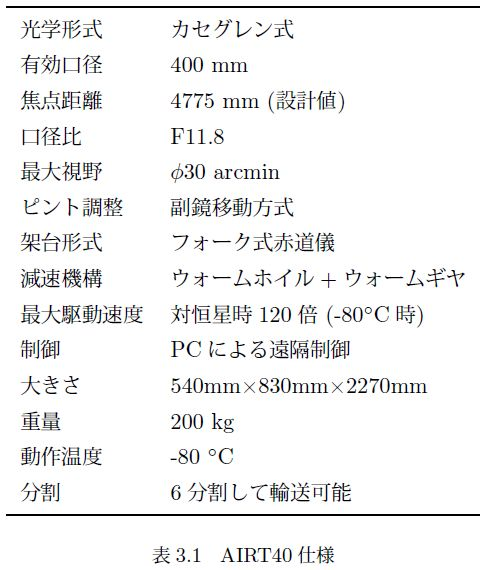 光学形式 カセグレン式
有効口径 400 mm
焦点距離 4775 mm (設計値)
口径比 F11.8
最大視野 ϕ30 arcmin
ピント調整 副鏡移動方式
架台形式 フォーク式赤道儀
減速機構 ウォームホイル + ウォームギヤ
最大駆動速度 対恒星時 120 倍 (-80°C 時)
制御 PC による遠隔制御
大きさ 540mm×830mm×2270mm
重量 200 kg
動作温度 -80 °C
分割 6 分割して輸送可能
表 3.1 AIRT40 仕様